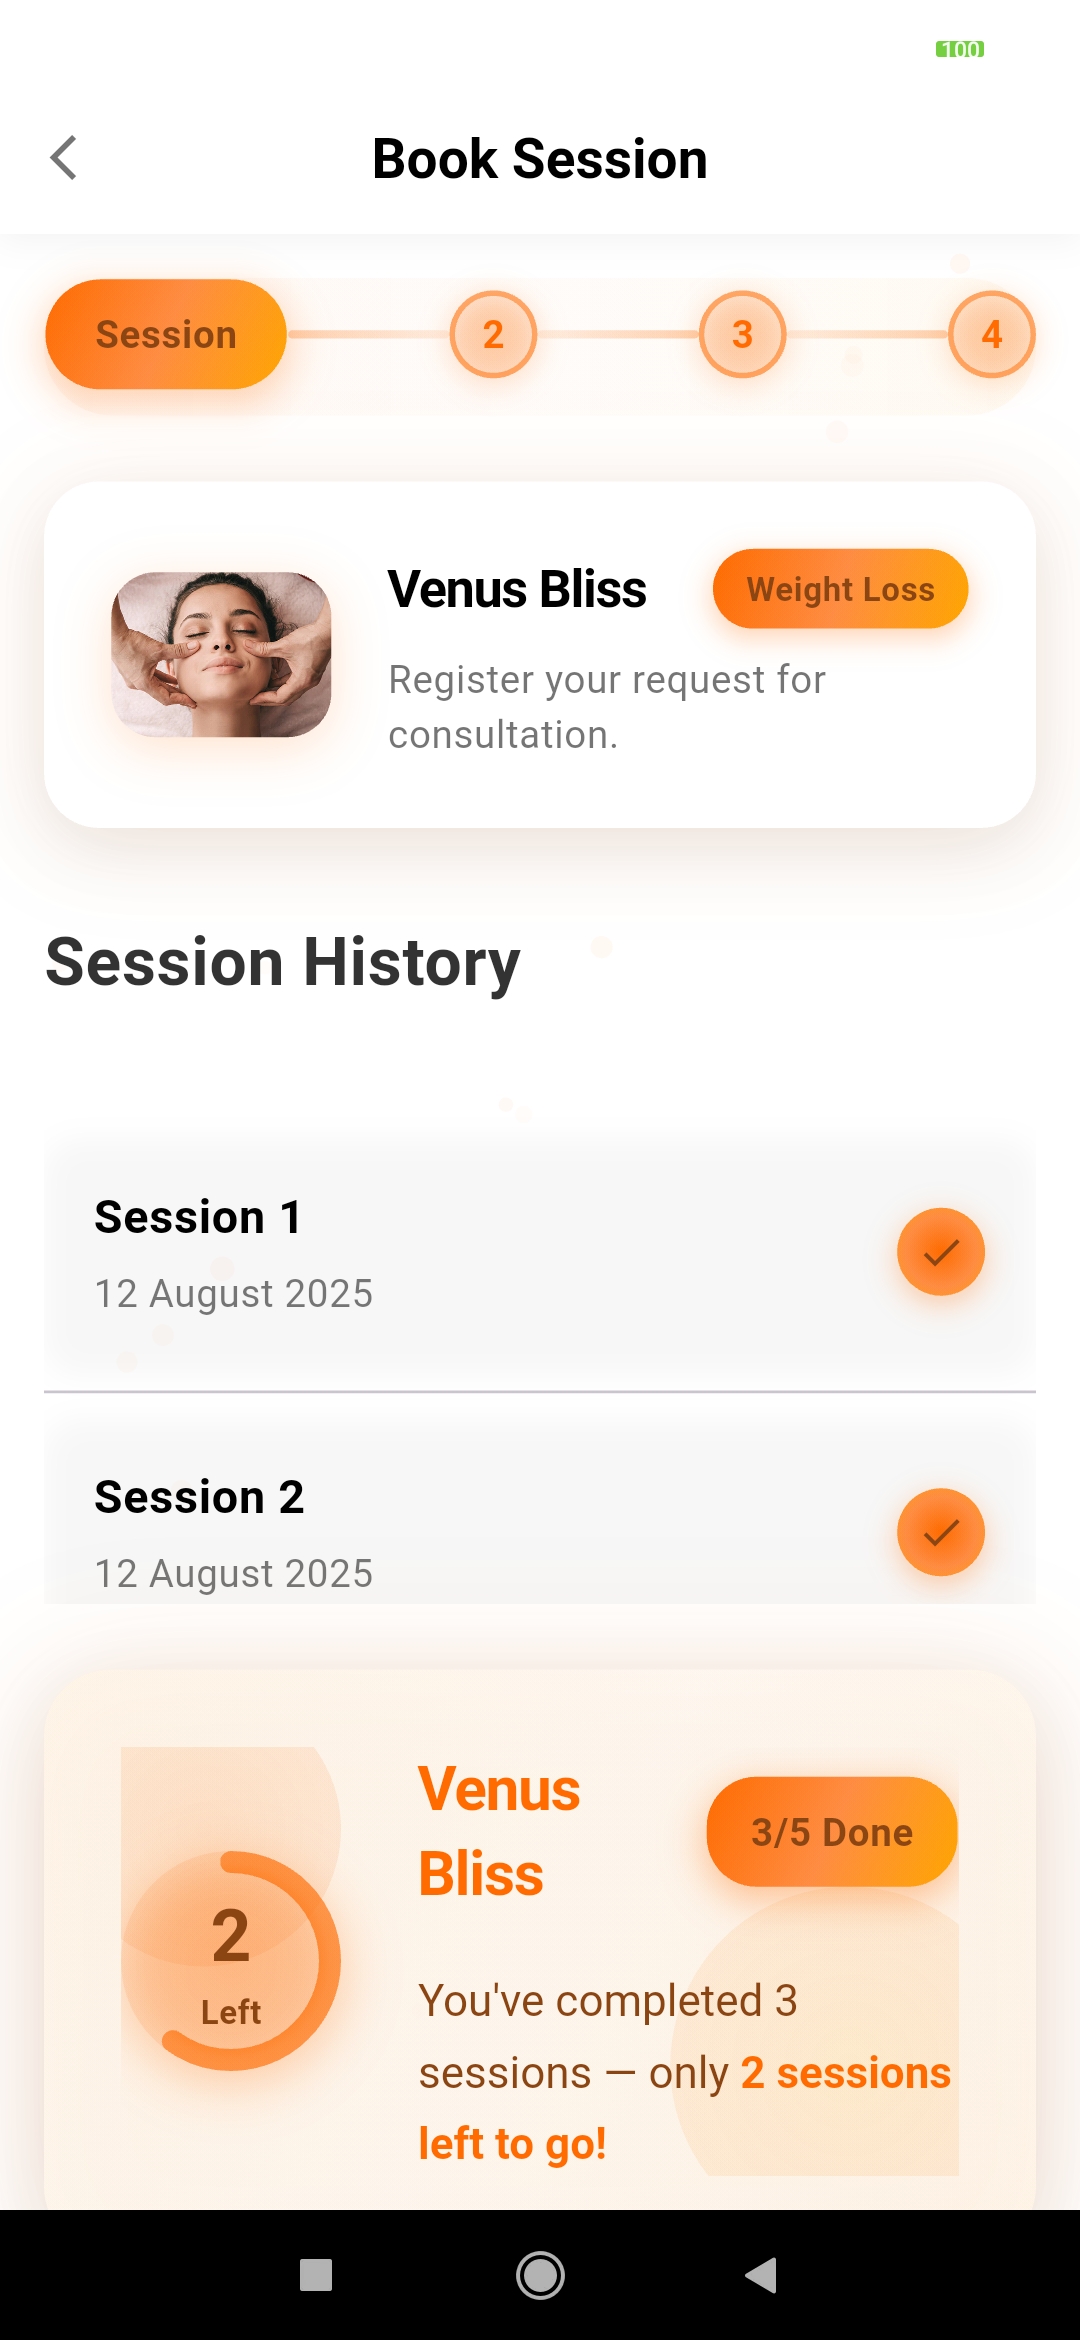 100
Book Session
Session
2
3
4
Venus Bliss
Weight Loss
Register your request for
consultation.
Session History
Session 1
12 August 2025
Session 2
12 August 2025
2
Left
Venus
Bliss
3/5 Done
You've completed 3
sessions — only 2 sessions
left to go!